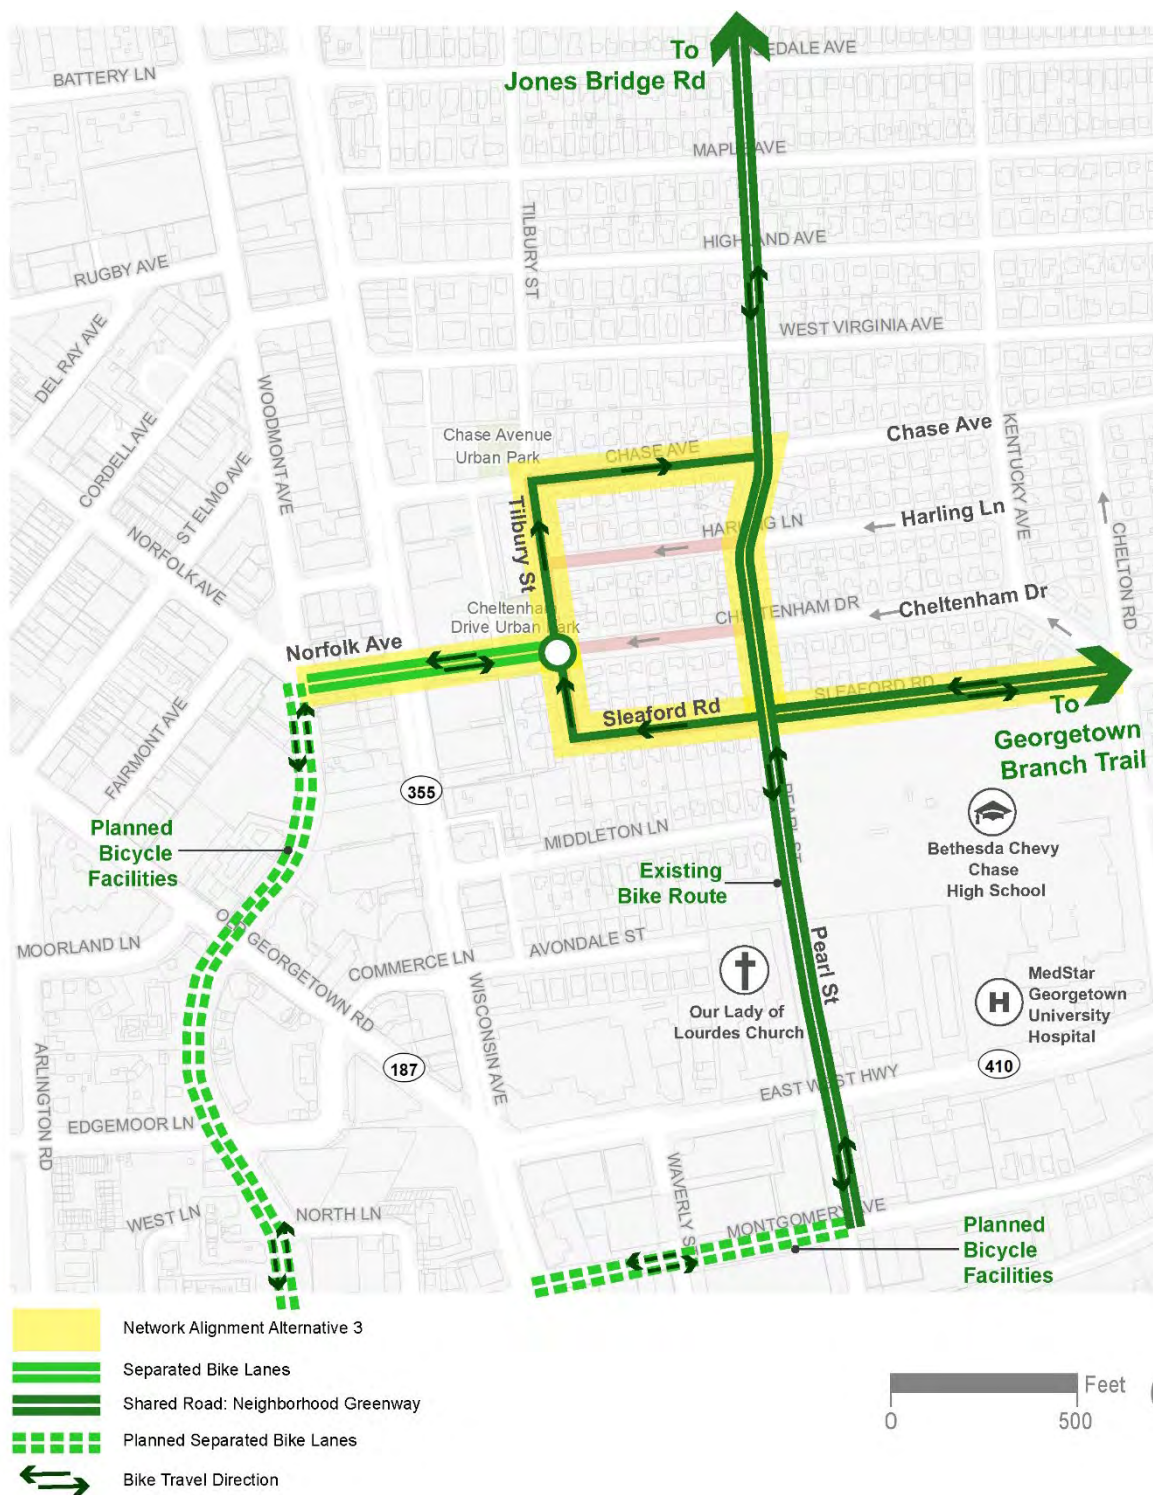 To
Jones Bridge Rd
EDALE AVE
BATTERY LN
MAPLE AVE
TILBURY ST
HIGHLAND AVE
RUGBY AVE
WEST VIRGINIA AVE
DEL RAY AVE
WOODMONT AVE
CORDELL AVE
ST ELMO AVE
NORFOLK AVE
Chase Avenue
Urban Park
CHASE AVE
Chase Ave
KENTUCKY AVE
Tilbury St
HARLING LN
Harling Ln
CHELTON RD
Cheltenham
Drive Urban Park
CHELTENHAM DR
Cheltenham Dr
Norfolk Ave
Sleaford Rd
SLEAFORD RD
To
Georgetown
Branch Trail
FAIRMONT AVE
355
PEARL ST
Planned
Bicycle
Facilities
MIDDLETON LN
Bethesda Chevy
Chase
High School
Existing
Bike Route
OLD GEORGETOWN RD
MOORLAND LN
COMMERCE LN
AVONDALE ST
Pearl St
WISCONSIN AVE
Our Lady of
Lourdes Church
H
MedStar
Georgetown
University
Hospital
187
410
EAST WEST HWY
ARLINGTON RD
EDGEMOOR LN
WAVERLY ST
WEST LN
NORTH LN
MONTGOMERY AVE
Planned
Bicycle
Facilities
Network Alignment Alternative 3
Separated Bike Lanes
Shared Road: Neighborhood Greenway
Planned Separated Bike Lanes
Bike Travel Direction
Feet
0 500